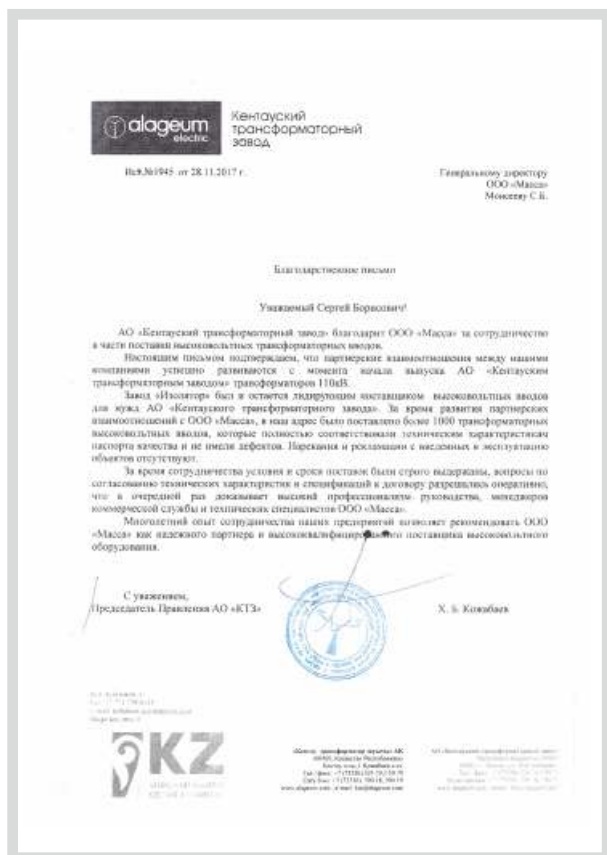 alageum
electric
Кентауский
трансформаторный
завод
Исх.№1945 от 28.11.2017 г.
Генеральному директору
ООО «Масса»
Моисееву С.Б.
Благодарственное письмо
Уважаемый Сергей Борисович!
АО «Кентауский трансформаторный завод» благодарит ООО «Масса» за сотрудничество
в части поставки высоковольтных трансформаторных вводов.
Настоящим письмом подтверждаем, что партнерские взаимоотношения между нашими
компаниями успешно развиваются с момента начала выпуска АО «Кентауским
трансформаторным заводом» трансформаторов 110кВ.
Завод «Изолятор» был и остается лидирующим поставщиком высоковольтных вводов
для нужд АО «Кентауского трансформаторного завода». За время развития партнерских
взаимоотношений с ООО «Масса», в наш адрес было поставлено более 1000 трансформаторных
высоковольтных вводов, которые полностью соответствовали техническим характеристикам
паспорта качества и не имели дефектов. Нарекания и рекламации с введенных в эксплуатацию
объектов отсутствуют.
За время сотрудничества условия и сроки поставок были строго выдержаны, вопросы по
согласованию технических характеристик и спецификаций к договору разрешались оперативно,
что в очередной раз доказывает высокий профессионализм руководства, менеджеров
коммерческой службы и технических специалистов ООО «Масса».
Многолетний опыт сотрудничества наших предприятий позволяет рекомендовать ООО
«Масса» как надежного партнера и высококвалифицированного поставщика высоковольтного
оборудования.
С уважением,
Председатель Правления АО «КТЗ»
Х. Б. Кожабаев
KZ